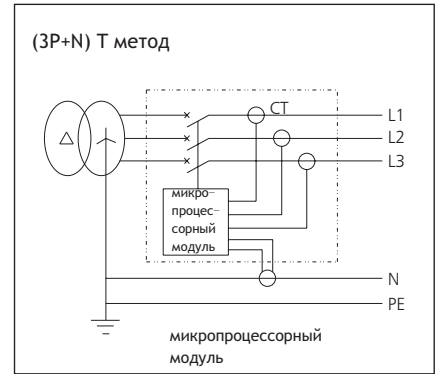 (3P+N) Т метод
CT
L1
L2
L3
микро-
процес-
сорный
модуль
N
PE
микропроцессорный
модуль